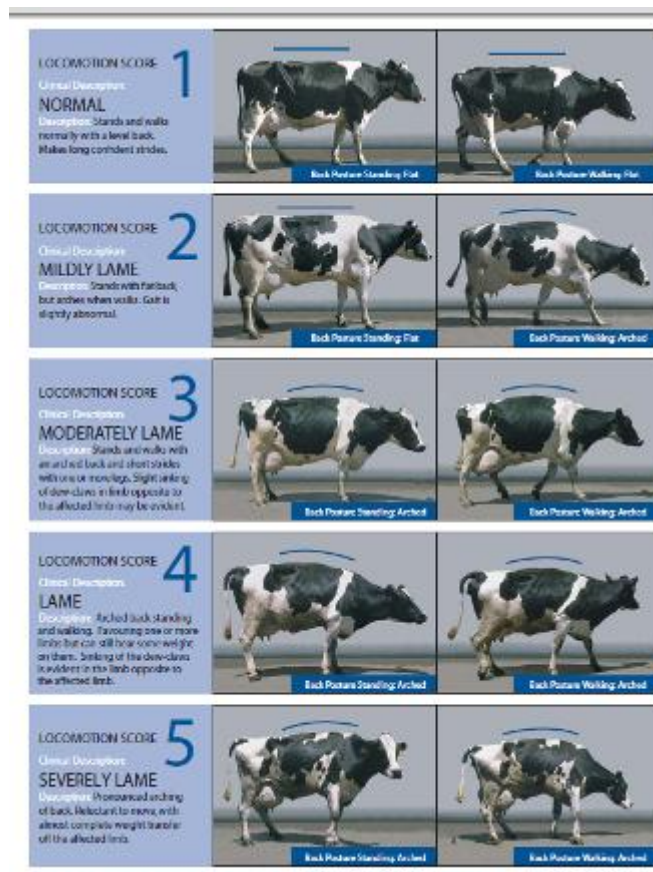 LOCOMOTION SCORE 1
Clinical Description:
NORMAL
Description: Stands and walks
normally with a level back.
Makes long confident strides.
Back Posture Standing: Flat
Back Posture Walking: Flat
LOCOMOTION SCORE 2
Clinical Description:
MILDLY LAME
Description: Stands with flat back,
but arches when walks. Gait is
slightly abnormal.
Back Posture Standing: Flat
Back Posture Walking: Arched
LOCOMOTION SCORE 3
Clinical Description:
MODERATELY LAME
Description: Stands and walks with
an arched back and short strides
with one or more legs. Slight sinking
of dew-claws in limb opposite to
the affected limb may be evident.
Back Posture Standing: Arched
Back Posture Walking: Arched
LOCOMOTION SCORE 4
Clinical Description:
LAME
Description: Arched back standing
and walking. Favouring one or more
limbs but can still bear some weight
on them. Sinking of the dew-claws
is evident in the limb opposite to
the affected limb.
Back Posture Standing: Arched
Back Posture Walking: Arched
LOCOMOTION SCORE 5
Clinical Description:
SEVERELY LAME
Description: Pronounced arching
of back. Reluctant to move, with
almost complete weight transfer
off the affected limb.
Back Posture Standing: Arched
Back Posture Walking: Arched